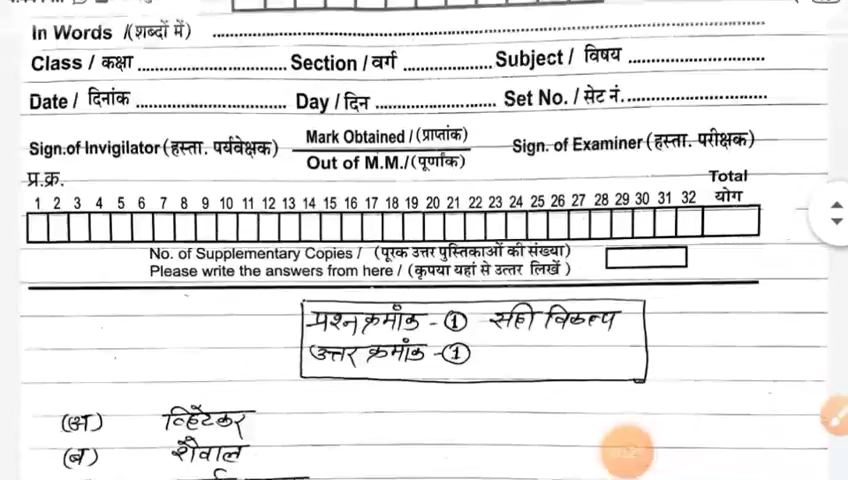 In Words /(शब्दों में) ........................
Class / कक्षा ........................ Section / वर्ग .................. Subject / विषय ........................
Date / दिनांक ........................ Day / दिन ........................ Set No. / सेट नं. ........................
Sign.of Invigilator (हस्ता. पर्यवेक्षक) Mark Obtained / (प्राप्तांक) Sign. of Examiner (हस्ता. परीक्षक)
Out of M.M./(पूर्णांक)
प्र.क्र. Total
1 2 3 4 5 6 7 8 9 10 11 12 13 14 15 16 17 18 19 20 21 22 23 24 25 26 27 28 29 30 31 32 योग
No. of Supplementary Copies / (पूरक उत्तर पुस्तिकाओं की संख्या)
Please write the answers from here / (कृपया यहां से उत्तर लिखें )
प्रश्न क्रमांक - ① सही विकल्प
उत्तर क्रमांक - ①
(अ) व्हिटेकर
(ब) शैवाल